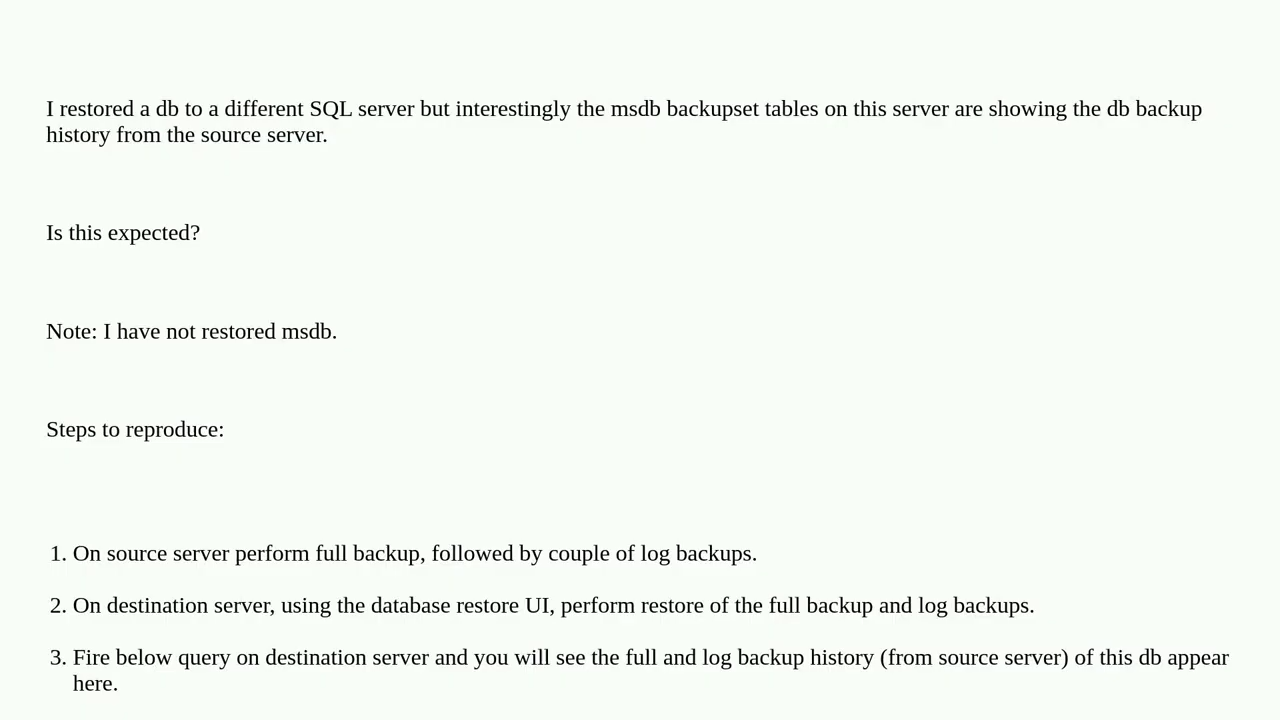 I restored a db to a different SQL server but interestingly the msdb backupset tables on this server are showing the db backup
history from the source server.
Is this expected?
Note: I have not restored msdb.
Steps to reproduce:
1. On source server perform full backup, followed by couple of log backups.
2. On destination server, using the database restore UI, perform restore of the full backup and log backups.
3. Fire below query on destination server and you will see the full and log backup history (from source server) of this db appear
here.